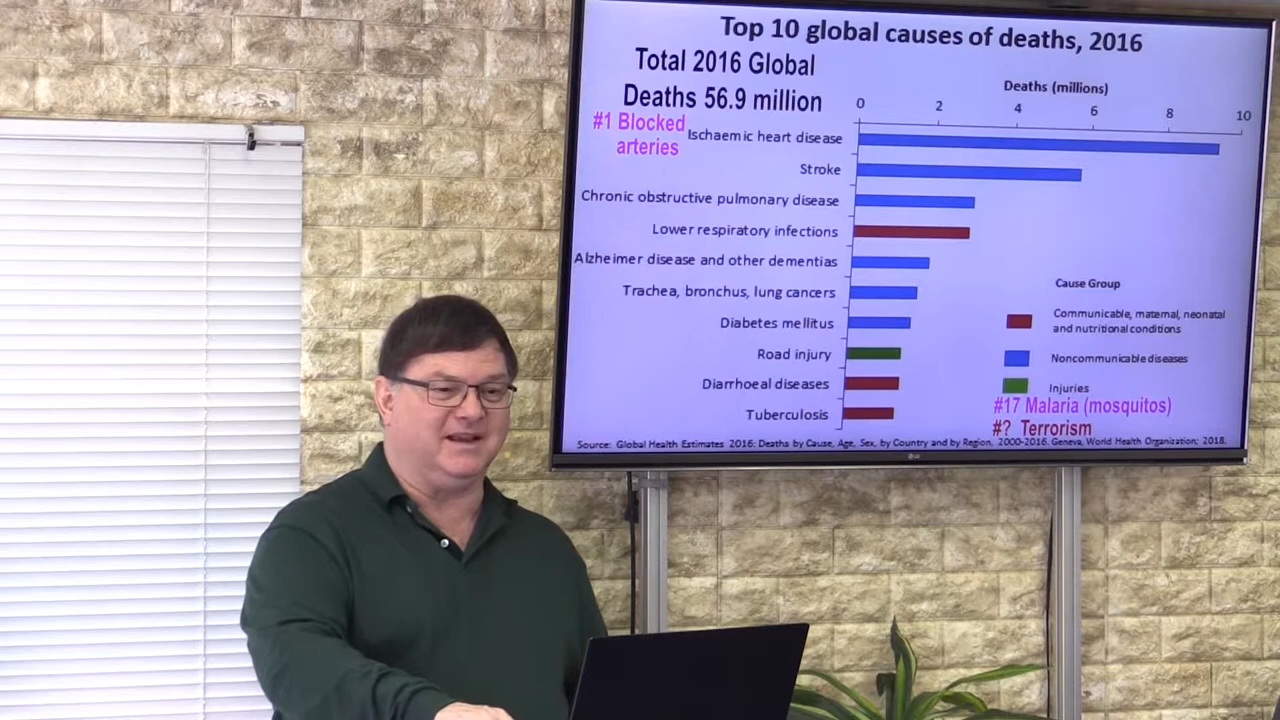 Top 10 global causes of deaths, 2016
Total 2016 Global
Deaths 56.9 million
Deaths (millions)
0 2 4 6 8 10
#1 Blocked
arteries
Ischaemic heart disease
Stroke
Chronic obstructive pulmonary disease
Lower respiratory infections
Alzheimer disease and other dementias
Trachea, bronchus, lung cancers
Diabetes mellitus
Road injury
Diarrhoeal diseases
Tuberculosis
Cause Group
Communicable, maternal, neonatal
and nutritional conditions
Noncommunicable diseases
Injuries
#17 Malaria (mosquitos)
#? Terrorism
Source: Global Health Estimates 2016: Deaths by Cause, Age, Sex, by Country and by Region, 2000-2016. Geneva, World Health Organization; 2018.
LG